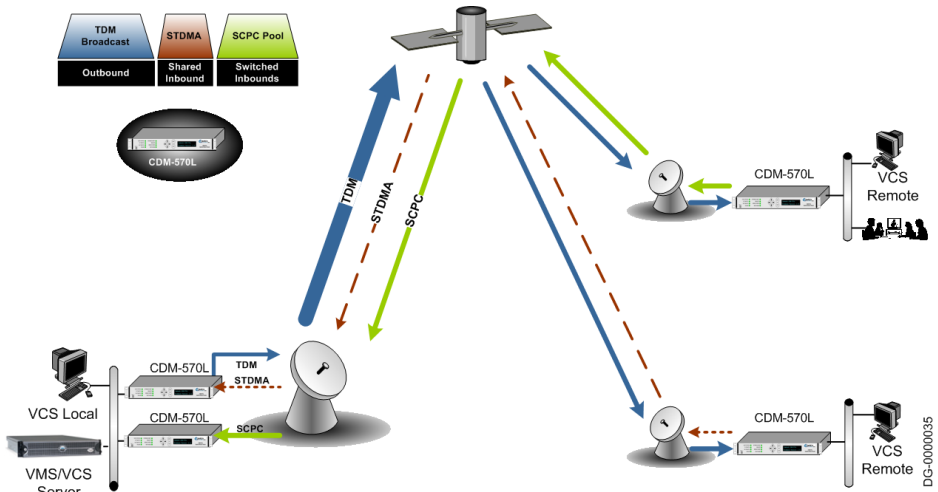 TDM
Broadcast
STDMA
SCPC Pool
Outbound
Shared
Inbound
Switched
Inbounds
CDM-570L
TDM
STDMA
SCPC
CDM-570L
VCS
Remote
CDM-570L
TDM
STDMA
VCS Local
CDM-570L
SCPC
VMS/VCS
Server
CDM-570L
VCS
Remote
DG-0000035